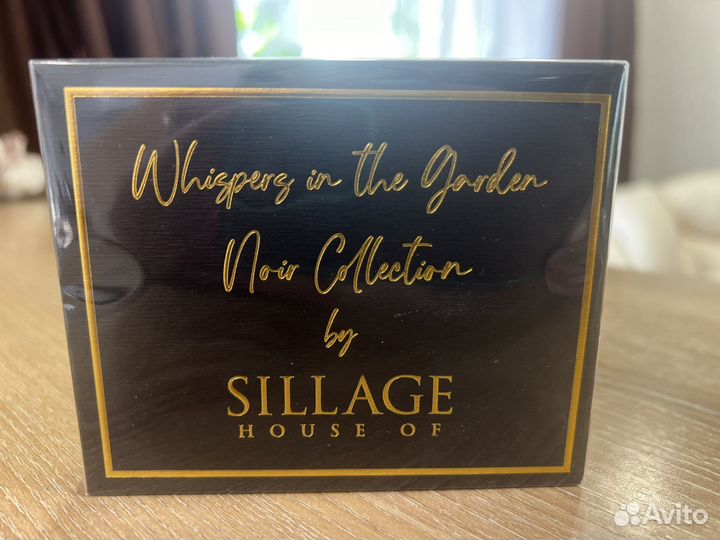 Whispers in the Garden
Noir Collection
by
SILLAGE
HOUSE OF
Avito